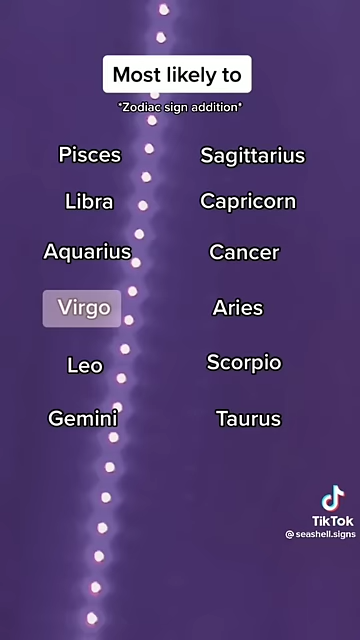 Most likely to
*Zodiac sign addition*
Pisces
Sagittarius
Libra
Capricorn
Aquarius
Cancer
Virgo
Aries
Leo
Scorpio
Gemini
Taurus
TikTok
@ seashell.signs